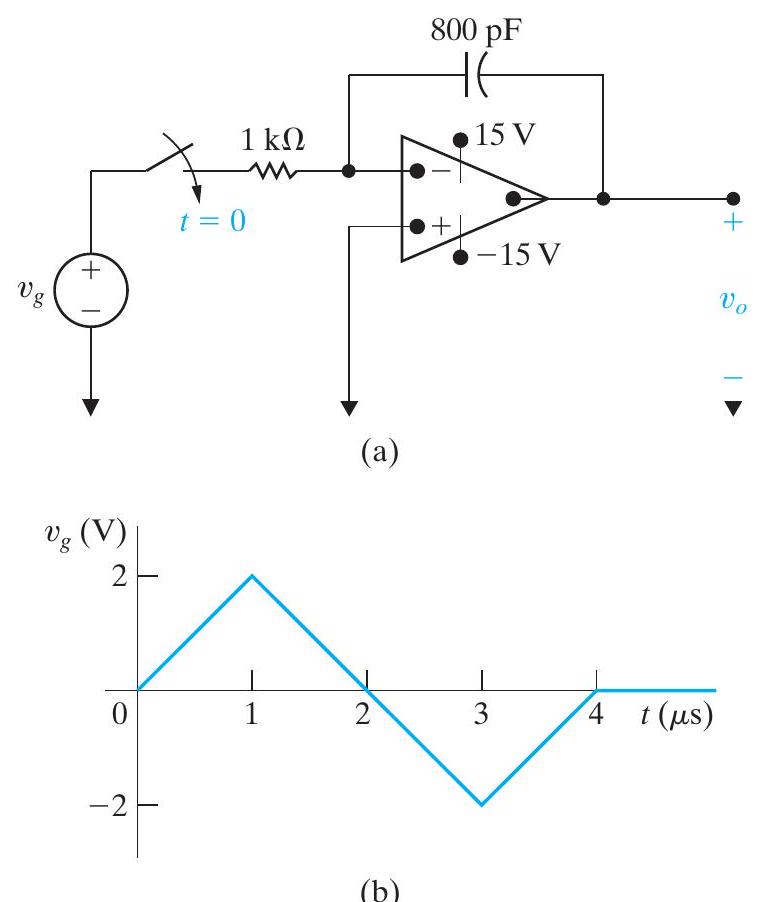 800 pF
15 V
1 kΩ
−
t = 0
+
−15 V
+
+
−
v_g
v_o
−
(a)
v_g (V)
2
0 1 2 3 4 t (μs)
−2
(b)